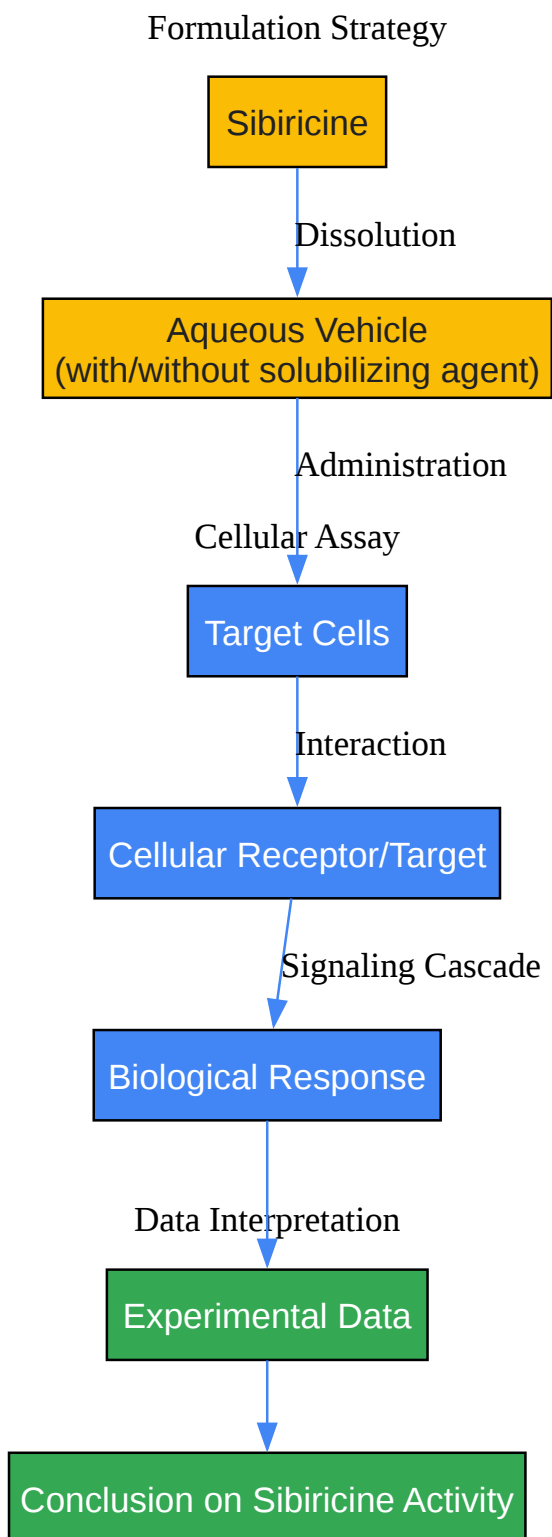 Formulation Strategy
Sibiricine
Dissolution
Aqueous Vehicle
(with/without solubilizing agent)
Administration
Cellular Assay
Target Cells
Interaction
Cellular Receptor/Target
Signaling Cascade
Biological Response
Data Interpretation
Experimental Data
Conclusion on Sibiricine Activity